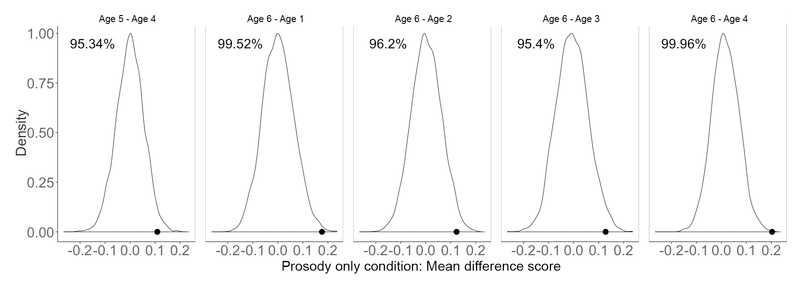 Age 5 - Age 4
Age 6 - Age 1
Age 6 - Age 2
Age 6 - Age 3
Age 6 - Age 4
95.34%
99.52%
96.2%
95.4%
99.96%
1.00
0.75
0.50
0.25
0.00
Density
-0.2 -0.1 0.0 0.1 0.2
-0.2 -0.1 0.0 0.1 0.2
-0.2 -0.1 0.0 0.1 0.2
-0.2 -0.1 0.0 0.1 0.2
-0.2 -0.1 0.0 0.1 0.2
Prosody only condition: Mean difference score